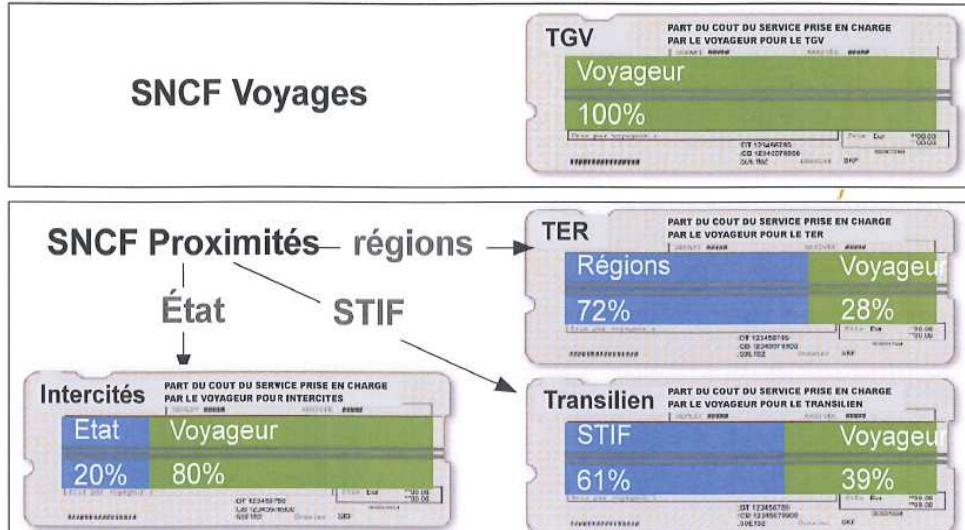 SNCF Voyages
TGV
PART DU COUT DU SERVICE PRISE EN CHARGE
PAR LE VOYAGEUR POUR LE TGV
Voyageur
100%
SNCF Proximités régions
État STIF
TER
PART DU COUT DU SERVICE PRISE EN CHARGE
PAR LE VOYAGEUR POUR LE TER
Régions Voyageur
72% 28%
Intercités
PART DU COUT DU SERVICE PRISE EN CHARGE
PAR LE VOYAGEUR POUR INTERCITES
Etat Voyageur
20% 80%
Transilien
PART DU COUT DU SERVICE PRISE EN CHARGE
PAR LE VOYAGEUR POUR LE TRANSILIEN
STIF Voyageur
61% 39%